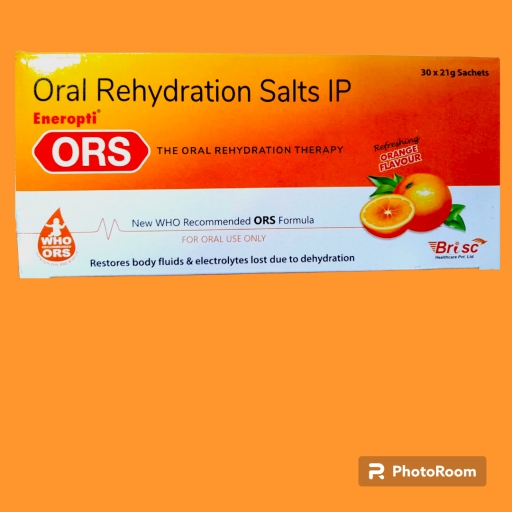 30 x 21g Sachets
Oral Rehydration Salts IP
Eneropti®
ORS
THE ORAL REHYDRATION THERAPY
Refreshing
ORANGE
FLAVOUR
New WHO Recommended ORS Formula
FOR ORAL USE ONLY
WHO
ORS
Brisc
Healthcare Pvt. Ltd.
Restores body fluids & electrolytes lost due to dehydration
PhotoRoom